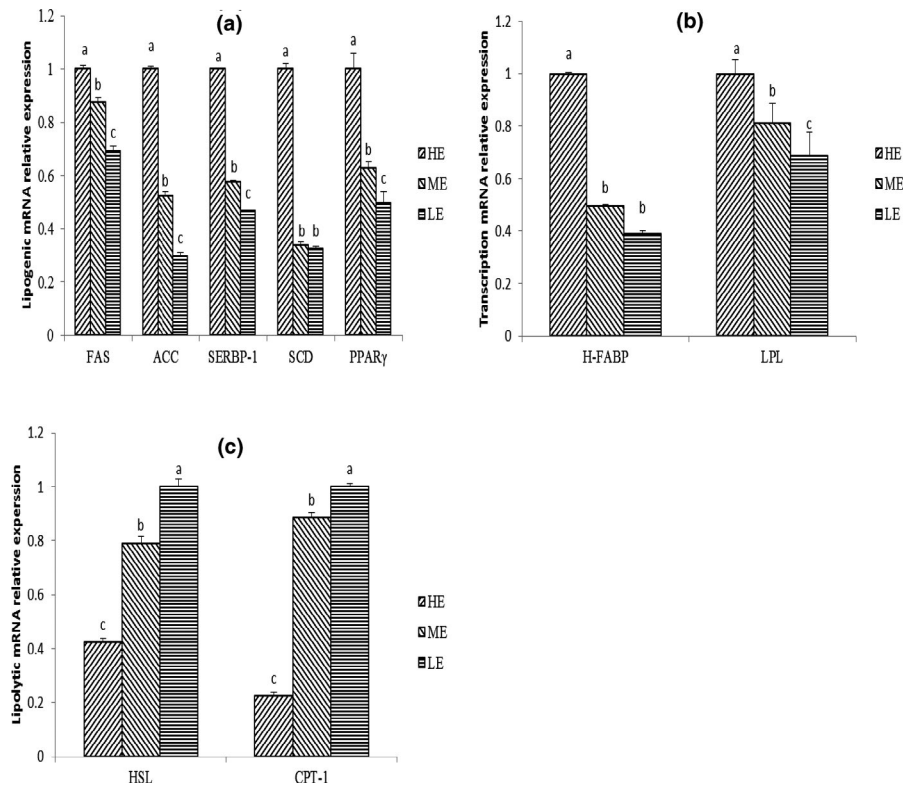 (a)
Lipogenic mRNA relative expression
1.2
1
0.8
0.6
0.4
0.2
0
a b c
a b c
a b c
a b b
a b c
FAS ACC SERBP-1 SCD PPARγ
HE
ME
LE
(b)
Transcription mRNA relative expression
1.2
1
0.8
0.6
0.4
0.2
0
a b b
a b c
H-FABP LPL
HE
ME
LE
(c)
Lipolytic mRNA relative experssion
1.2
1
0.8
0.6
0.4
0.2
0
c b a
c b a
HSL CPT-1
HE
ME
LE